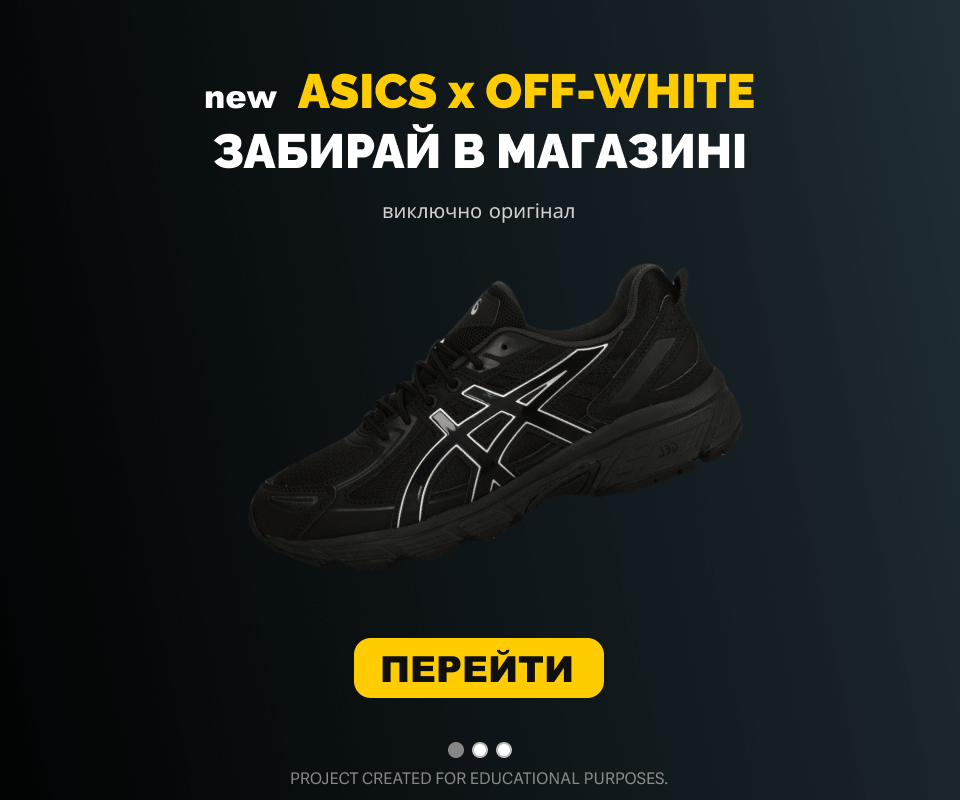 new ASICS x OFF-WHITE
ЗАБИРАЙ В МАГАЗИНІ
виключно оригінал
ПЕРЕЙТИ
PROJECT CREATED FOR EDUCATIONAL PURPOSES.